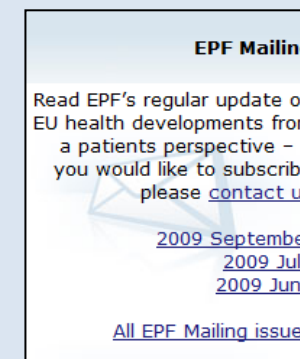 EPF Mailin
Read EPF's regular update o
EU health developments fro
a patients perspective –
you would like to subscrib
please contact u
2009 Septembe
2009 Jul
2009 Jun
All EPF Mailing issue